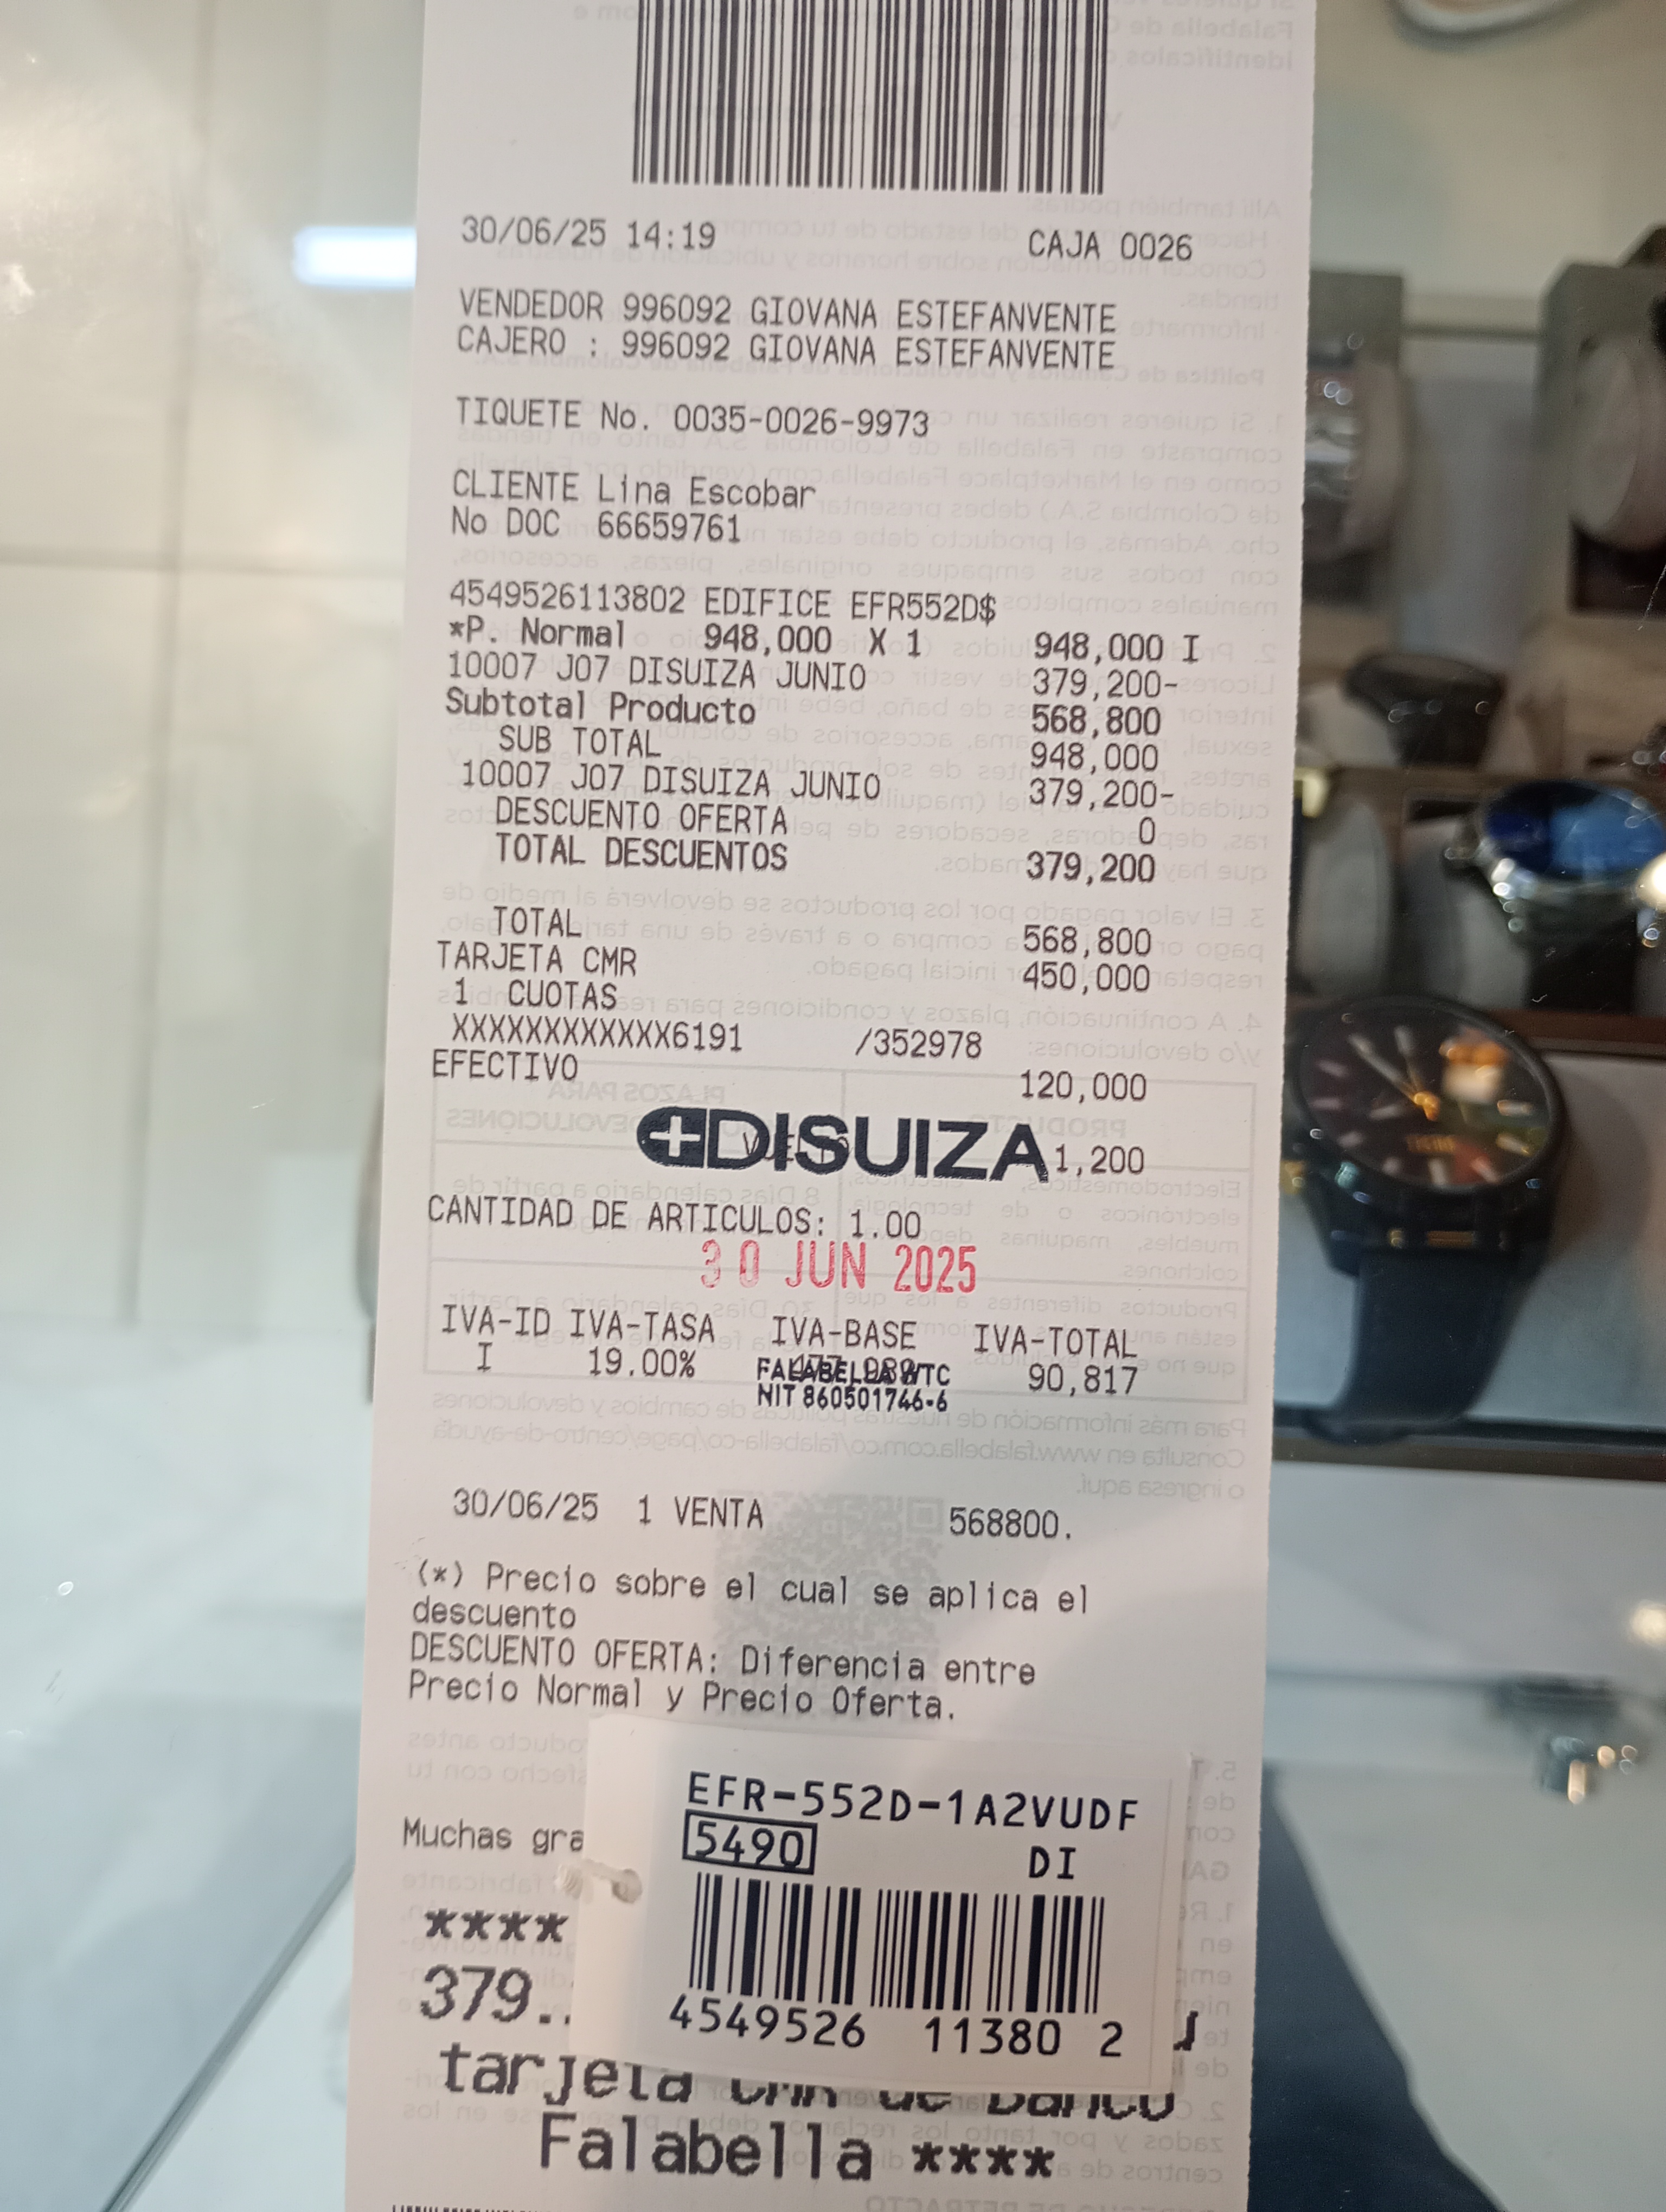 30/06/25 14:19 CAJA 0026
VENDEDOR 996092 GIOVANA ESTEFANVENTE
CAJERO : 996092 GIOVANA ESTEFANVENTE
TIQUETE No. 0035-0026-9973
CLIENTE Lina Escobar
No DOC 66659761
4549526113802 EDIFICE EFR552D$
*P. Normal 948,000 X 1 948,000 I
10007 J07 DISUIZA JUNIO 379,200-
Subtotal Producto 568,800
SUB TOTAL 948,000
10007 J07 DISUIZA JUNIO 379,200-
DESCUENTO OFERTA 0
TOTAL DESCUENTOS 379,200
TOTAL 568,800
TARJETA CMR 450,000
1 CUOTAS
XXXXXXXXXXXX6191 /352978
EFECTIVO 120,000
DISUIZA 1,200
CANTIDAD DE ARTICULOS: 1.00
30 JUN 2025
IVA-ID IVA-TASA IVA-BASE IVA-TOTAL
I 19.00% 90,817
FALABELLA WTC
NIT 860501746-6
30/06/25 1 VENTA 568800.
(*) Precio sobre el cual se aplica el
descuento
DESCUENTO OFERTA: Diferencia entre
Precio Normal y Precio Oferta.
EFR-552D-1A2VUDF
5490 DI
Muchas gra
****
379..
4549526 11380 2
tarjeta
Falabella ****